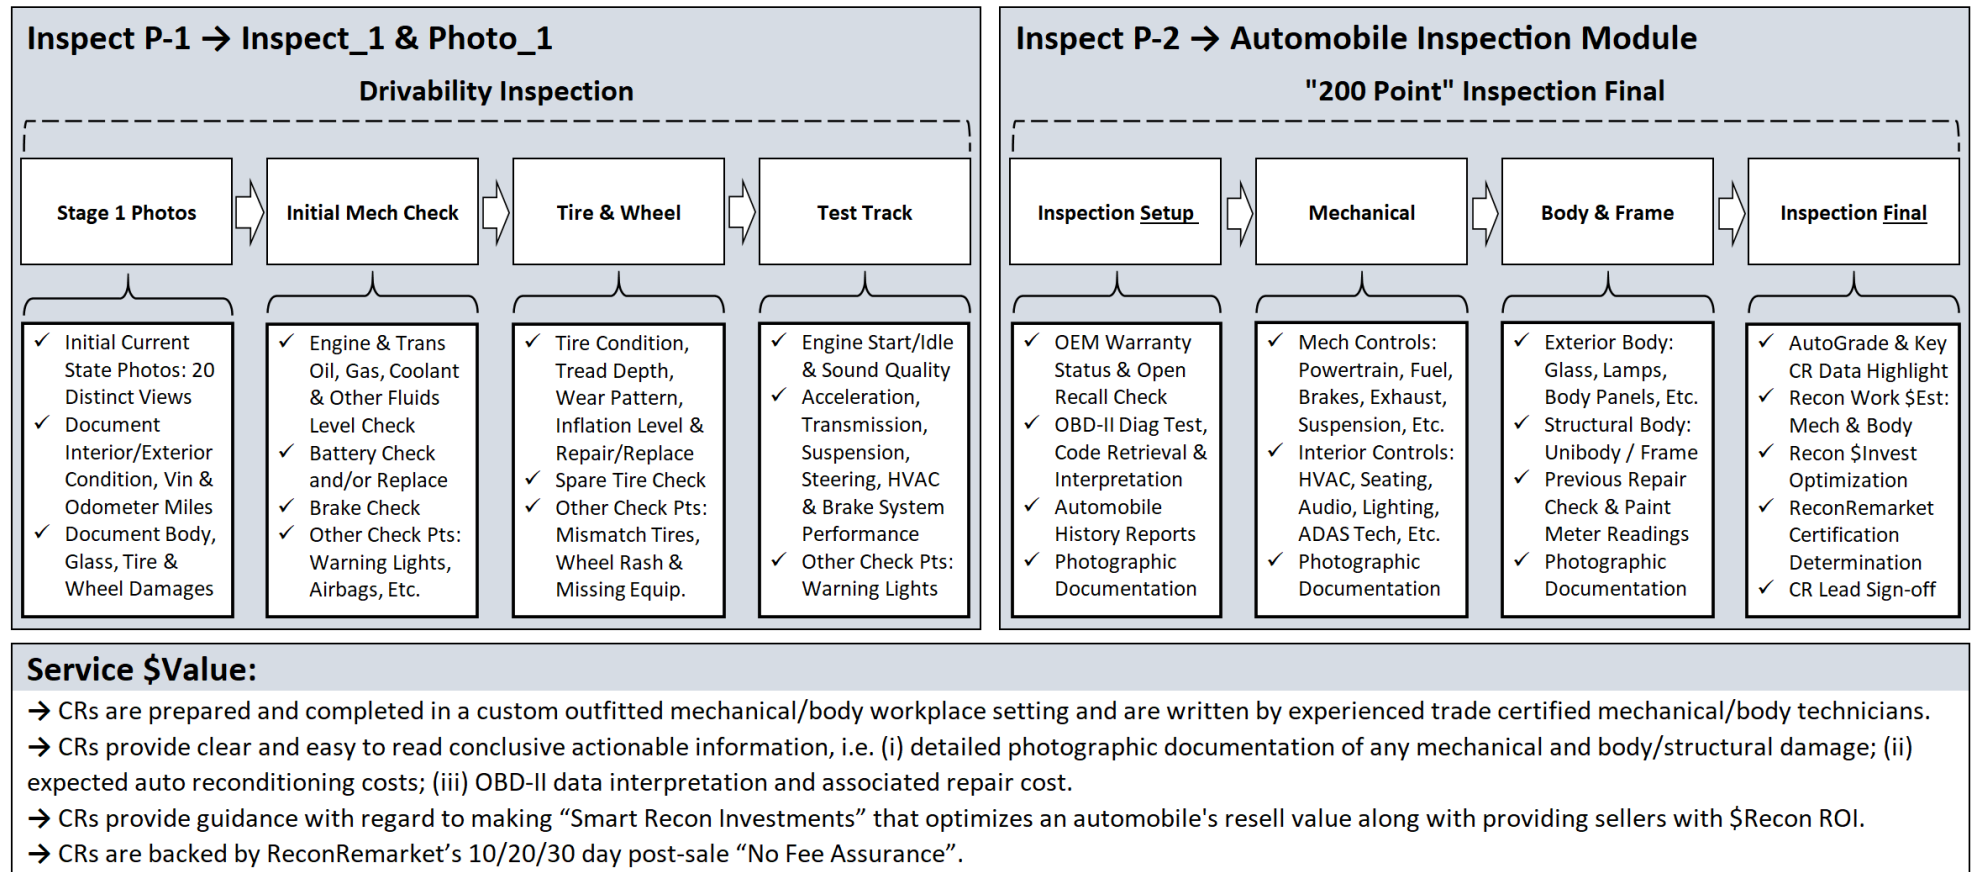 Inspect P-1 → Inspect_1 & Photo_1
Drivability Inspection
Stage 1 Photos
Initial Mech Check
Tire & Wheel
Test Track
✓ Initial Current
State Photos: 20
Distinct Views
✓ Document
Interior/Exterior
Condition, Vin &
Odometer Miles
✓ Document Body,
Glass, Tire &
Wheel Damages
✓ Engine & Trans
Oil, Gas, Coolant
& Other Fluids
Level Check
✓ Battery Check
and/or Replace
✓ Brake Check
✓ Other Check Pts:
Warning Lights,
Airbags, Etc.
✓ Tire Condition,
Tread Depth,
Wear Pattern,
Inflation Level &
Repair/Replace
✓ Spare Tire Check
✓ Other Check Pts:
Mismatch Tires,
Wheel Rash &
Missing Equip.
✓ Engine Start/Idle
& Sound Quality
✓ Acceleration,
Transmission,
Suspension,
Steering, HVAC
& Brake System
Performance
✓ Other Check Pts:
Warning Lights
Inspect P-2 → Automobile Inspection Module
"200 Point" Inspection Final
Inspection Setup
Mechanical
Body & Frame
Inspection Final
✓ OEM Warranty
Status & Open
Recall Check
✓ OBD-II Diag Test,
Code Retrieval &
Interpretation
✓ Automobile
History Reports
✓ Photographic
Documentation
✓ Mech Controls:
Powertrain, Fuel,
Brakes, Exhaust,
Suspension, Etc.
✓ Interior Controls:
HVAC, Seating,
Audio, Lighting,
ADAS Tech, Etc.
✓ Photographic
Documentation
✓ Exterior Body:
Glass, Lamps,
Body Panels, Etc.
✓ Structural Body:
Unibody / Frame
✓ Previous Repair
Check & Paint
Meter Readings
✓ Photographic
Documentation
✓ AutoGrade & Key
CR Data Highlight
✓ Recon Work $Est:
Mech & Body
✓ Recon $Invest
Optimization
✓ ReconRemarket
Certification
Determination
✓ CR Lead Sign-off
Service $Value:
→ CRs are prepared and completed in a custom outfitted mechanical/body workplace setting and are written by experienced trade certified mechanical/body technicians.
→ CRs provide clear and easy to read conclusive actionable information, i.e. (i) detailed photographic documentation of any mechanical and body/structural damage; (ii)
expected auto reconditioning costs; (iii) OBD-II data interpretation and associated repair cost.
→ CRs provide guidance with regard to making “Smart Recon Investments” that optimizes an automobile's resell value along with providing sellers with $Recon ROI.
→ CRs are backed by ReconRemarket’s 10/20/30 day post-sale “No Fee Assurance”.